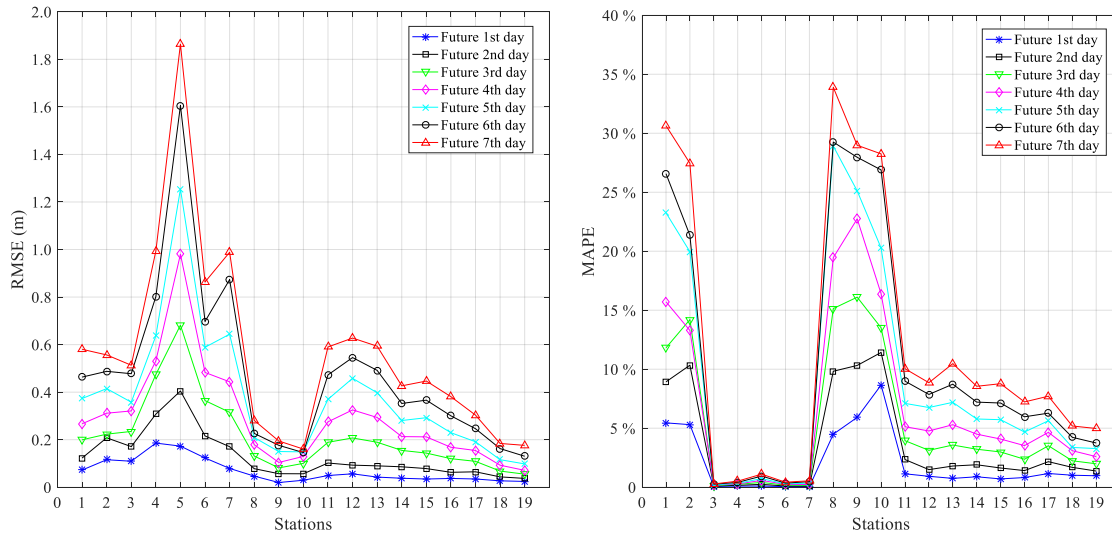 2.0
1.8
1.6
1.4
1.2
1.0
0.8
0.6
0.4
0.2
0
RMSE (m)
0 1 2 3 4 5 6 7 8 9 10 11 12 13 14 15 16 17 18 19
Stations
Future 1st day
Future 2nd day
Future 3rd day
Future 4th day
Future 5th day
Future 6th day
Future 7th day
40 %
35 %
30 %
25 %
20 %
15 %
10 %
5 %
0
MAPE
0 1 2 3 4 5 6 7 8 9 10 11 12 13 14 15 16 17 18 19
Stations
Future 1st day
Future 2nd day
Future 3rd day
Future 4th day
Future 5th day
Future 6th day
Future 7th day